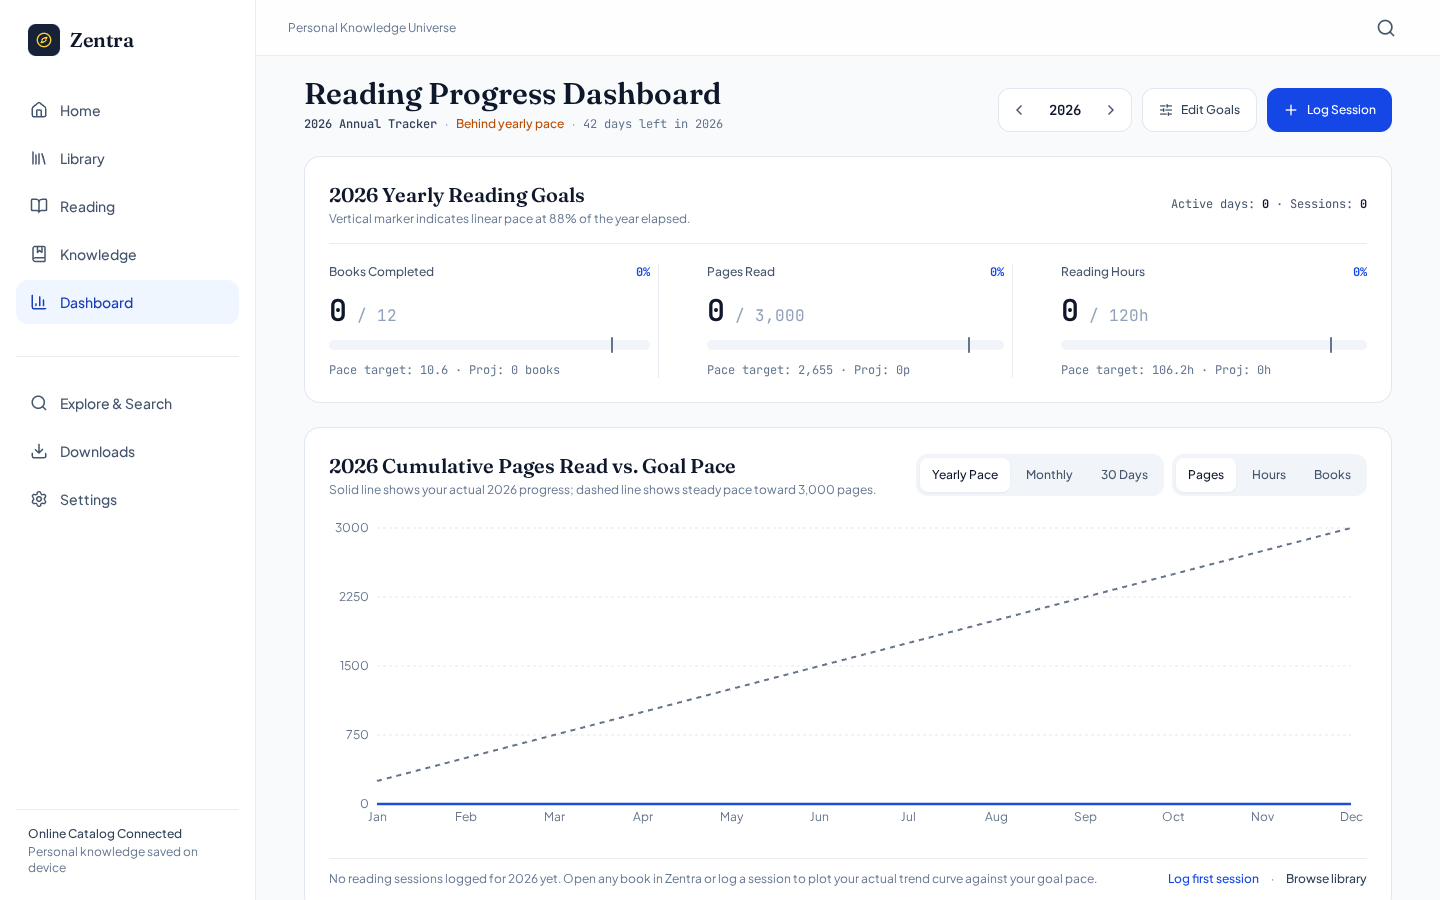 Zentra
Home
Library
Reading
Knowledge
Dashboard
Explore & Search
Downloads
Settings
Online Catalog Connected
Personal knowledge saved on
device
Personal Knowledge Universe
Reading Progress Dashboard
2026 Annual Tracker · Behind yearly pace · 42 days left in 2026
2026
Edit Goals
Log Session
2026 Yearly Reading Goals
Vertical marker indicates linear pace at 88% of the year elapsed.
Active days: 0 · Sessions: 0
Books Completed 0%
0 / 12
Pace target: 10.6 · Proj: 0 books
Pages Read 0%
0 / 3,000
Pace target: 2,655 · Proj: 0p
Reading Hours 0%
0 / 120h
Pace target: 106.2h · Proj: 0h
2026 Cumulative Pages Read vs. Goal Pace
Solid line shows your actual 2026 progress; dashed line shows steady pace toward 3,000 pages.
Yearly Pace Monthly 30 Days
Pages Hours Books
3000
2250
1500
750
0
Jan Feb Mar Apr May Jun Jul Aug Sep Oct Nov Dec
No reading sessions logged for 2026 yet. Open any book in Zentra or log a session to plot your actual trend curve against your goal pace.
Log first session · Browse library